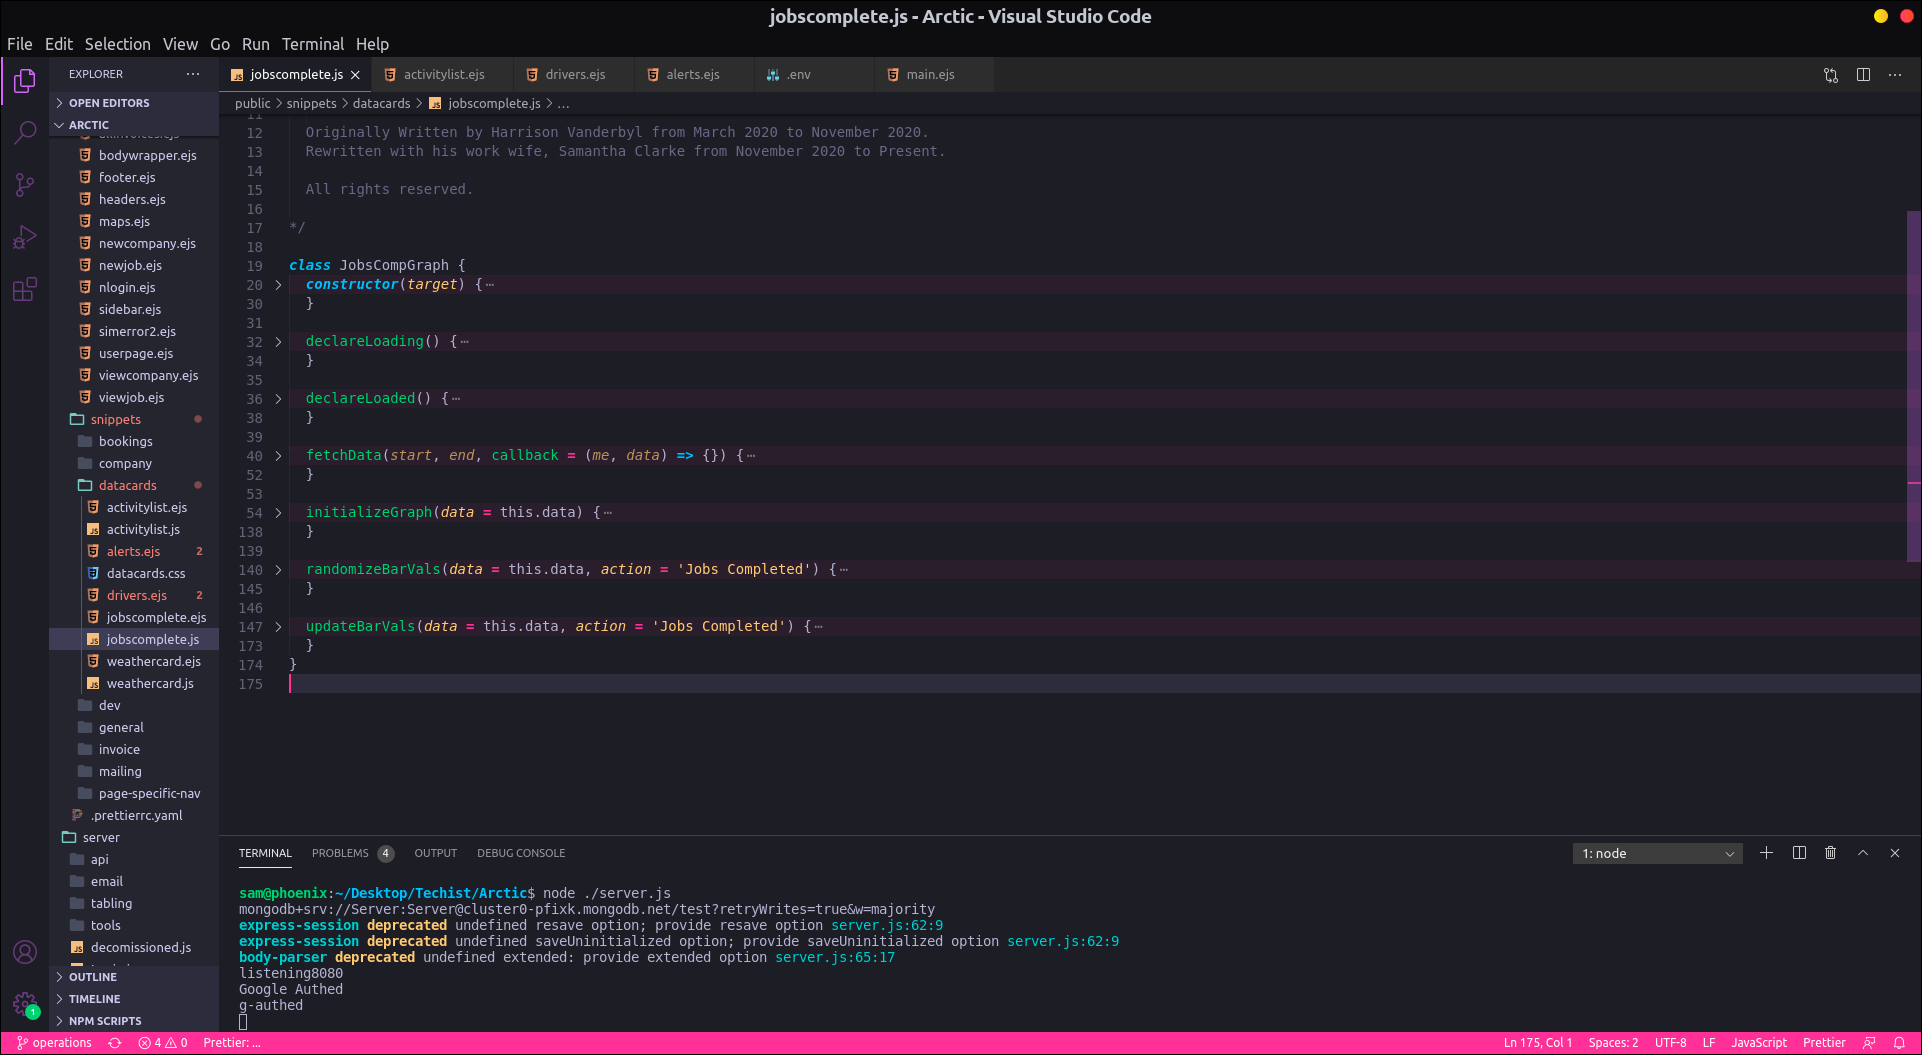 jobscomplete.js - Arctic - Visual Studio Code
File Edit Selection View Go Run Terminal Help
EXPLORER
OPEN EDITORS
ARCTIC
bodywrapper.ejs
footer.ejs
headers.ejs
maps.ejs
newcompany.ejs
newjob.ejs
nlogin.ejs
sidebar.ejs
simerror2.ejs
userpage.ejs
viewcompany.ejs
viewjob.ejs
snippets
bookings
company
datacards
activitylist.ejs
activitylist.js
alerts.ejs 2
datacards.css
drivers.ejs 2
jobscomplete.ejs
jobscomplete.js
weathercard.ejs
weathercard.js
dev
general
invoice
mailing
page-specific-nav
.prettierrc.yaml
server
api
email
tabling
tools
decomissioned.js
OUTLINE
TIMELINE
NPM SCRIPTS
1
jobscomplete.js activitylist.ejs drivers.ejs alerts.ejs .env main.ejs
public > snippets > datacards > jobscomplete.js > ...
11
12 Originally Written by Harrison Vanderbyl from March 2020 to November 2020.
13 Rewritten with his work wife, Samantha Clarke from November 2020 to Present.
14
15 All rights reserved.
16
17 */
18
19 class JobsCompGraph {
20 constructor(target) {⋯
30 }
31
32 declareLoading() {⋯
34 }
35
36 declareLoaded() {⋯
38 }
39
40 fetchData(start, end, callback = (me, data) => {}) {⋯
52 }
53
54 initializeGraph(data = this.data) {⋯
138 }
139
140 randomizeBarVals(data = this.data, action = 'Jobs Completed') {⋯
145 }
146
147 updateBarVals(data = this.data, action = 'Jobs Completed') {⋯
173 }
174 }
175
TERMINAL PROBLEMS 4 OUTPUT DEBUG CONSOLE 1: node
sam@phoenix:~/Desktop/Techist/Arctic$ node ./server.js
mongodb+srv://Server:Server@cluster0-pfixk.mongodb.net/test?retryWrites=true&w=majority
express-session deprecated undefined resave option; provide resave option server.js:62:9
express-session deprecated undefined saveUninitialized option; provide saveUninitialized option server.js:62:9
body-parser deprecated undefined extended: provide extended option server.js:65:17
listening8080
Google Authed
g-authed
operations 4 0 Prettier: ... Ln 175, Col 1 Spaces: 2 UTF-8 LF JavaScript Prettier